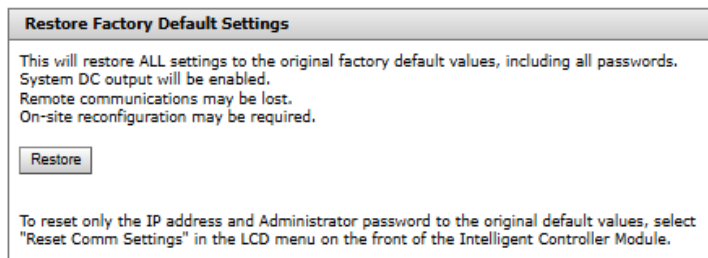 Restore Factory Default Settings
This will restore ALL settings to the original factory default values, including all passwords.
System DC output will be enabled.
Remote communications may be lost.
On-site reconfiguration may be required.
Restore
To reset only the IP address and Administrator password to the original default values, select
"Reset Comm Settings" in the LCD menu on the front of the Intelligent Controller Module.